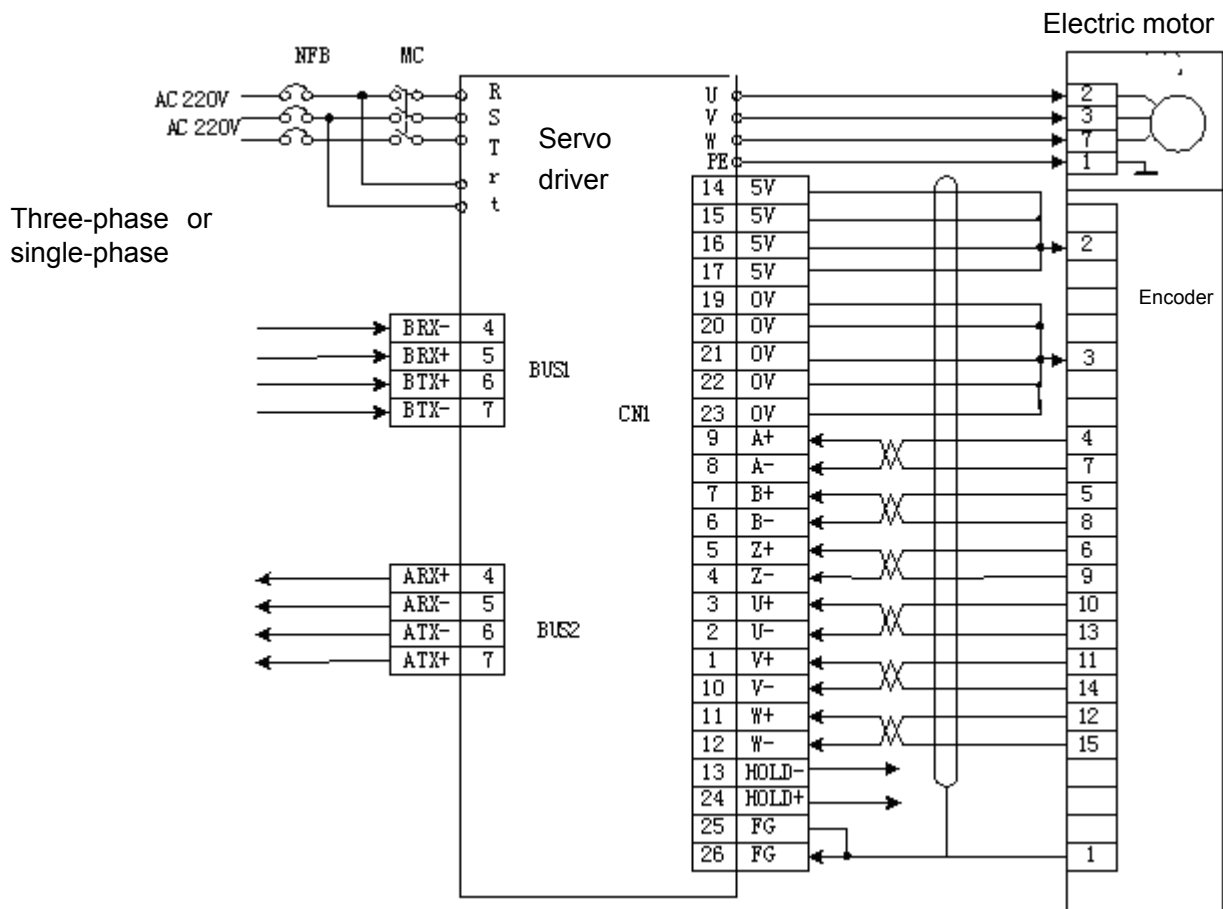 Electric motor
NFB MC
AC 220V
AC 220V
R
S
T
r
t
Servo
driver
Three-phase or
single-phase
U 2
V 3
W 7
PE 1
14 5V
15 5V
16 5V 2
17 5V
19 0V
20 0V
21 0V 3
22 0V
23 0V
Encoder
CN1
BRX- 4
BRX+ 5
BTX+ 6
BTX- 7
BUS1
9 A+ 4
8 A- 7
7 B+ 5
6 B- 8
5 Z+ 6
4 Z- 9
3 U+ 10
2 U- 13
1 V+ 11
10 V- 14
11 W+ 12
12 W- 15
13 HOLD-
24 HOLD+
25 FG
26 FG 1
ARX+ 4
ARX- 5
ATX- 6
ATX+ 7
BUS2